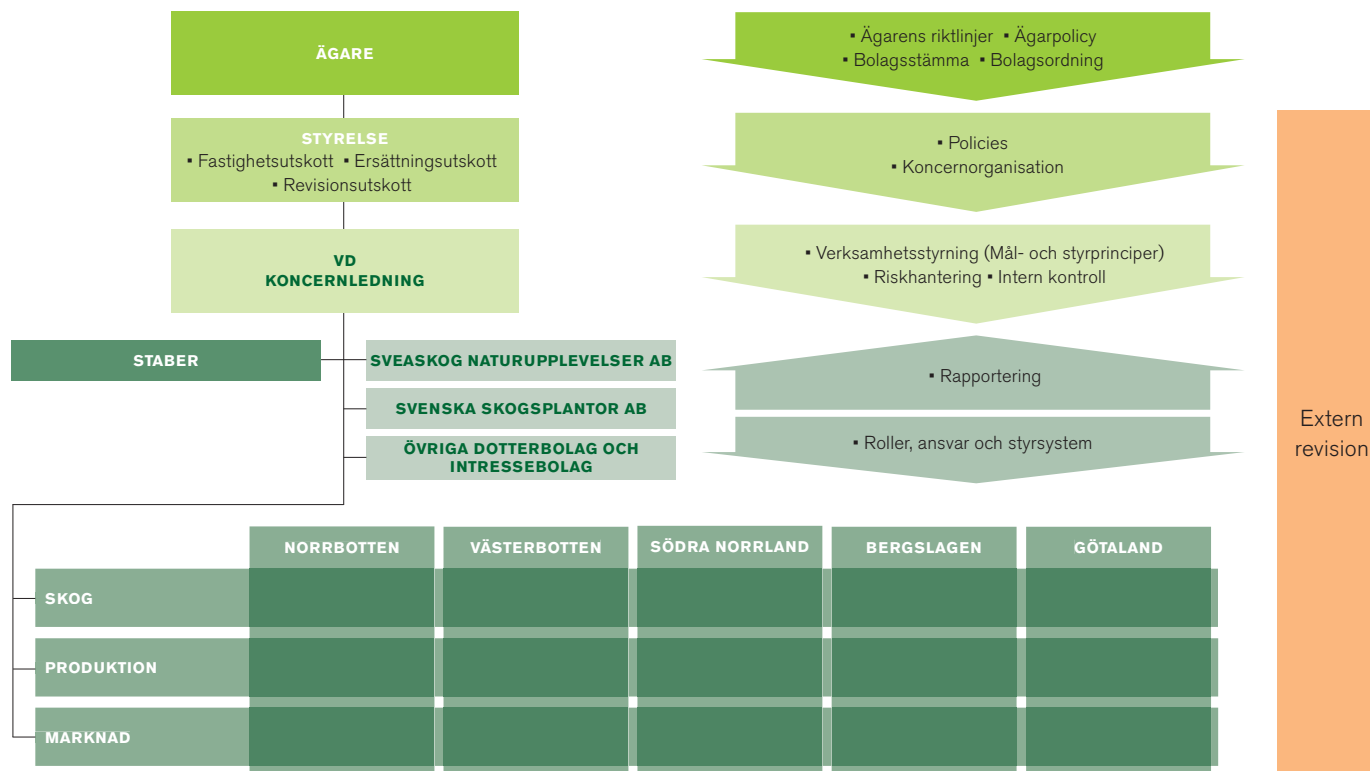 ÄGARE
STYRELSE
▪ Fastighetsutskott ▪ Ersättningsutskott
▪ Revisionsutskott
VD
KONCERNLEDNING
STABER
SVEASKOG NATURUPPLEVELSER AB
SVENSKA SKOGSPLANTOR AB
ÖVRIGA DOTTERBOLAG OCH
INTRESSEBOLAG
▪ Ägarens riktlinjer ▪ Ägarpolicy
▪ Bolagsstämma ▪ Bolagsordning
▪ Policies
▪ Koncernorganisation
▪ Verksamhetsstyrning (Mål- och styrprinciper)
▪ Riskhantering ▪ Intern kontroll
▪ Rapportering
▪ Roller, ansvar och styrsystem
Extern
revision
NORRBOTTEN
VÄSTERBOTTEN
SÖDRA NORRLAND
BERGSLAGEN
GÖTALAND
SKOG
PRODUKTION
MARKNAD